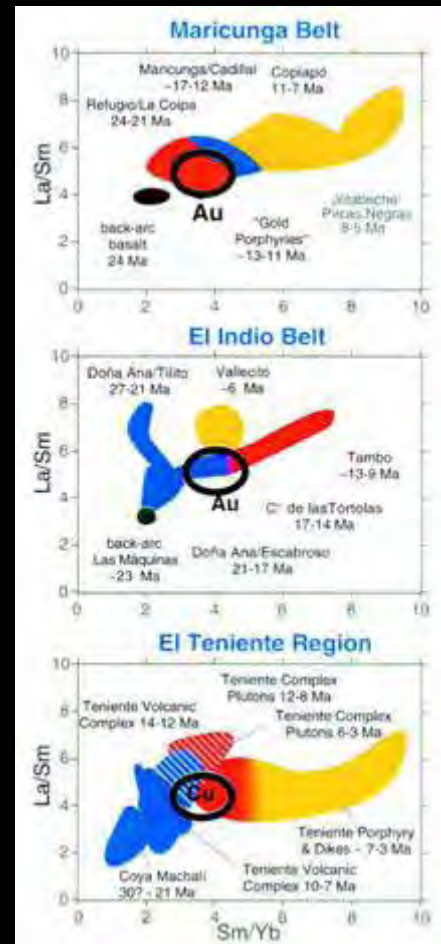 Maricunga Belt
10
8
6
4
2
0
La/Sm
Maricunga/Cadillal
~17-12 Ma
Copiapó
11-7 Ma
Refugio/La Coipa
24-21 Ma
Au
back-arc
basalt
24 Ma
"Gold
Porphyries"
~13-11 Ma
Jotabeche
Pircas Negras
8-5 Ma
0 2 4 6 8 10
El Indio Belt
10
8
6
4
2
0
La/Sm
Doña Ana/Tilito
27-21 Ma
Vallecito
~6 Ma
Tambo
~13-9 Ma
Au
C° de las Tórtolas
17-14 Ma
back-arc
Las Máquinas
~23 Ma
Doña Ana/Escabroso
21-17 Ma
0 2 4 6 8 10
El Teniente Region
10
8
6
4
2
0
La/Sm
Teniente Complex
Plutons 12-8 Ma
Teniente Volcanic
Complex 14-12 Ma
Teniente Complex
Plutons 6-3 Ma
Cu
Teniente Porphyry
& Dikes - 7-3 Ma
Coya Machalí
30? - 21 Ma
Teniente Volcanic
Complex 10-7 Ma
0 2 4 6 8 10
Sm/Yb